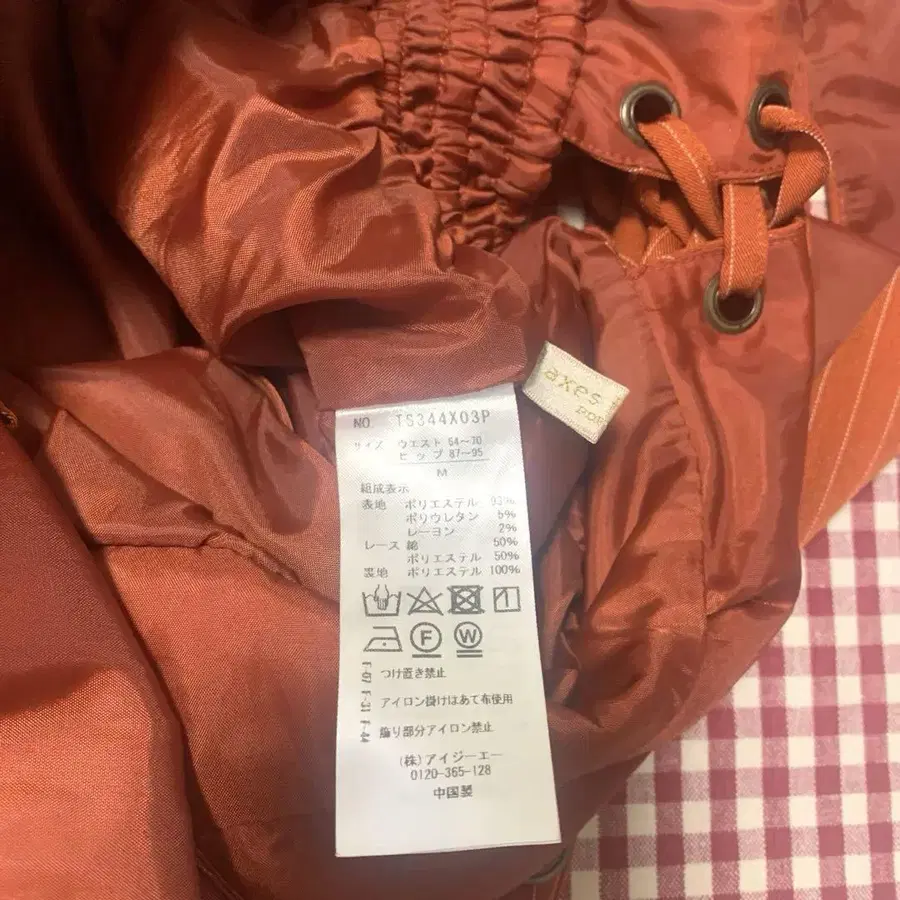 axes
NO. TS344X03P
サイズ ウエスト 64~70
ヒップ 87~95
M
組成表示
表地 ポリエステル 93%
ポリウレタン 5%
レーヨン 2%
レース 綿 50%
ポリエステル 50%
裏地 ポリエステル 100%
F
W
F-07 つけ置き禁止
F-31 アイロン掛けはあて布使用
F-44 飾り部分アイロン禁止
(株)アイジーエー
0120-365-128
中国製